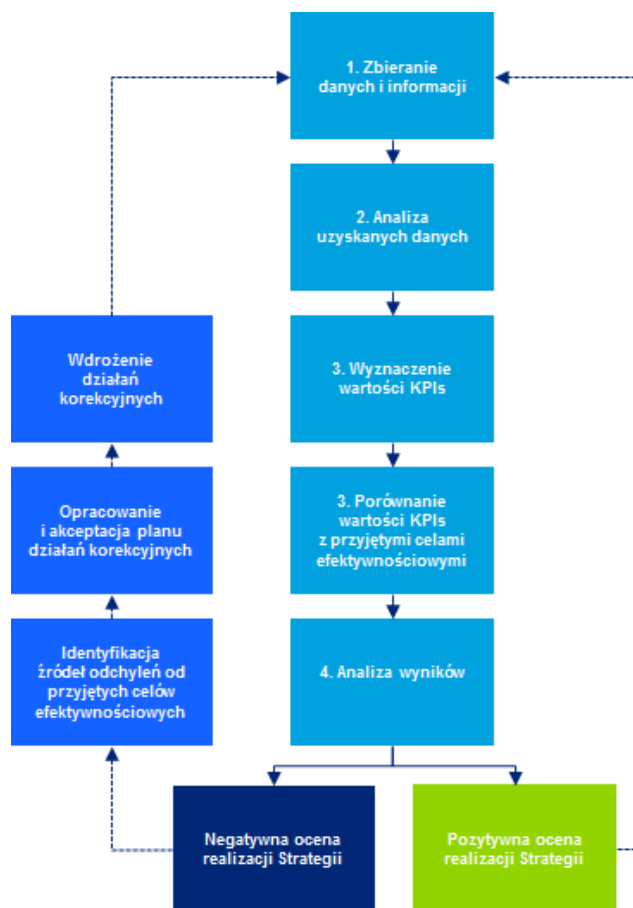 1. Zbieranie
danych i informacji
2. Analiza
uzyskanych danych
3. Wyznaczenie
wartości KPIs
3. Porównanie
wartości KPIs
z przyjętymi celami
efektywnościowymi
4. Analiza wyników
Wdrożenie
działań
korekcyjnych
Opracowanie
i akceptacja planu
działań korekcyjnych
Identyfikacja
źródeł odchyleń od
przyjętych celów
efektywnościowych
Negatywna ocena
realizacji Strategii
Pozytywna ocena
realizacji Strategii